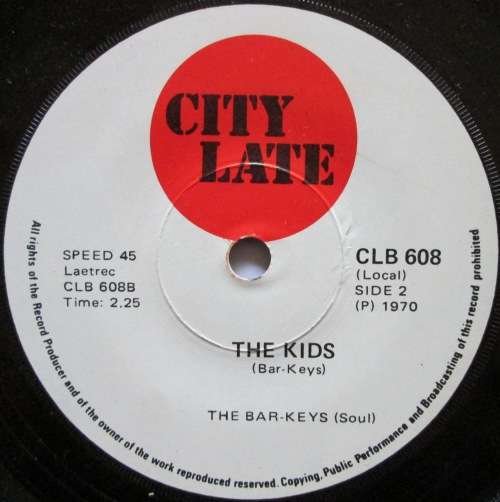 CITY
LATE
SPEED 45
Laetrec
CLB 608B
Time: 2.25
CLB 608
(Local)
SIDE 2
(P) 1970
THE KIDS
(Bar-Keys)
THE BAR-KEYS (Soul)
All rights of the Record Producer and of the owner of the work reproduced reserved. Copying, Public Performance and Broadcasting of this record prohibited